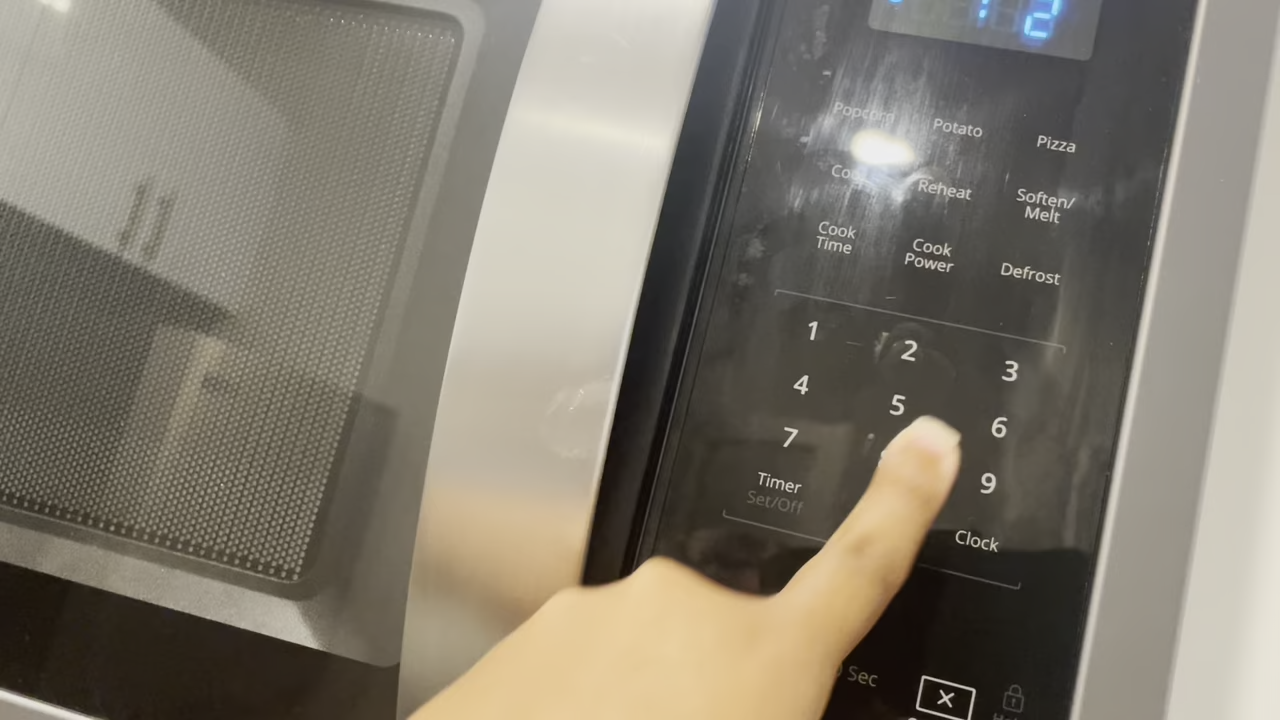 12
Popcorn Potato Pizza
Reheat Soften/
Melt
Cook
Time Cook
Power Defrost
1 2 3
4 5 6
7 9
Timer
Set/Off Clock
Sec